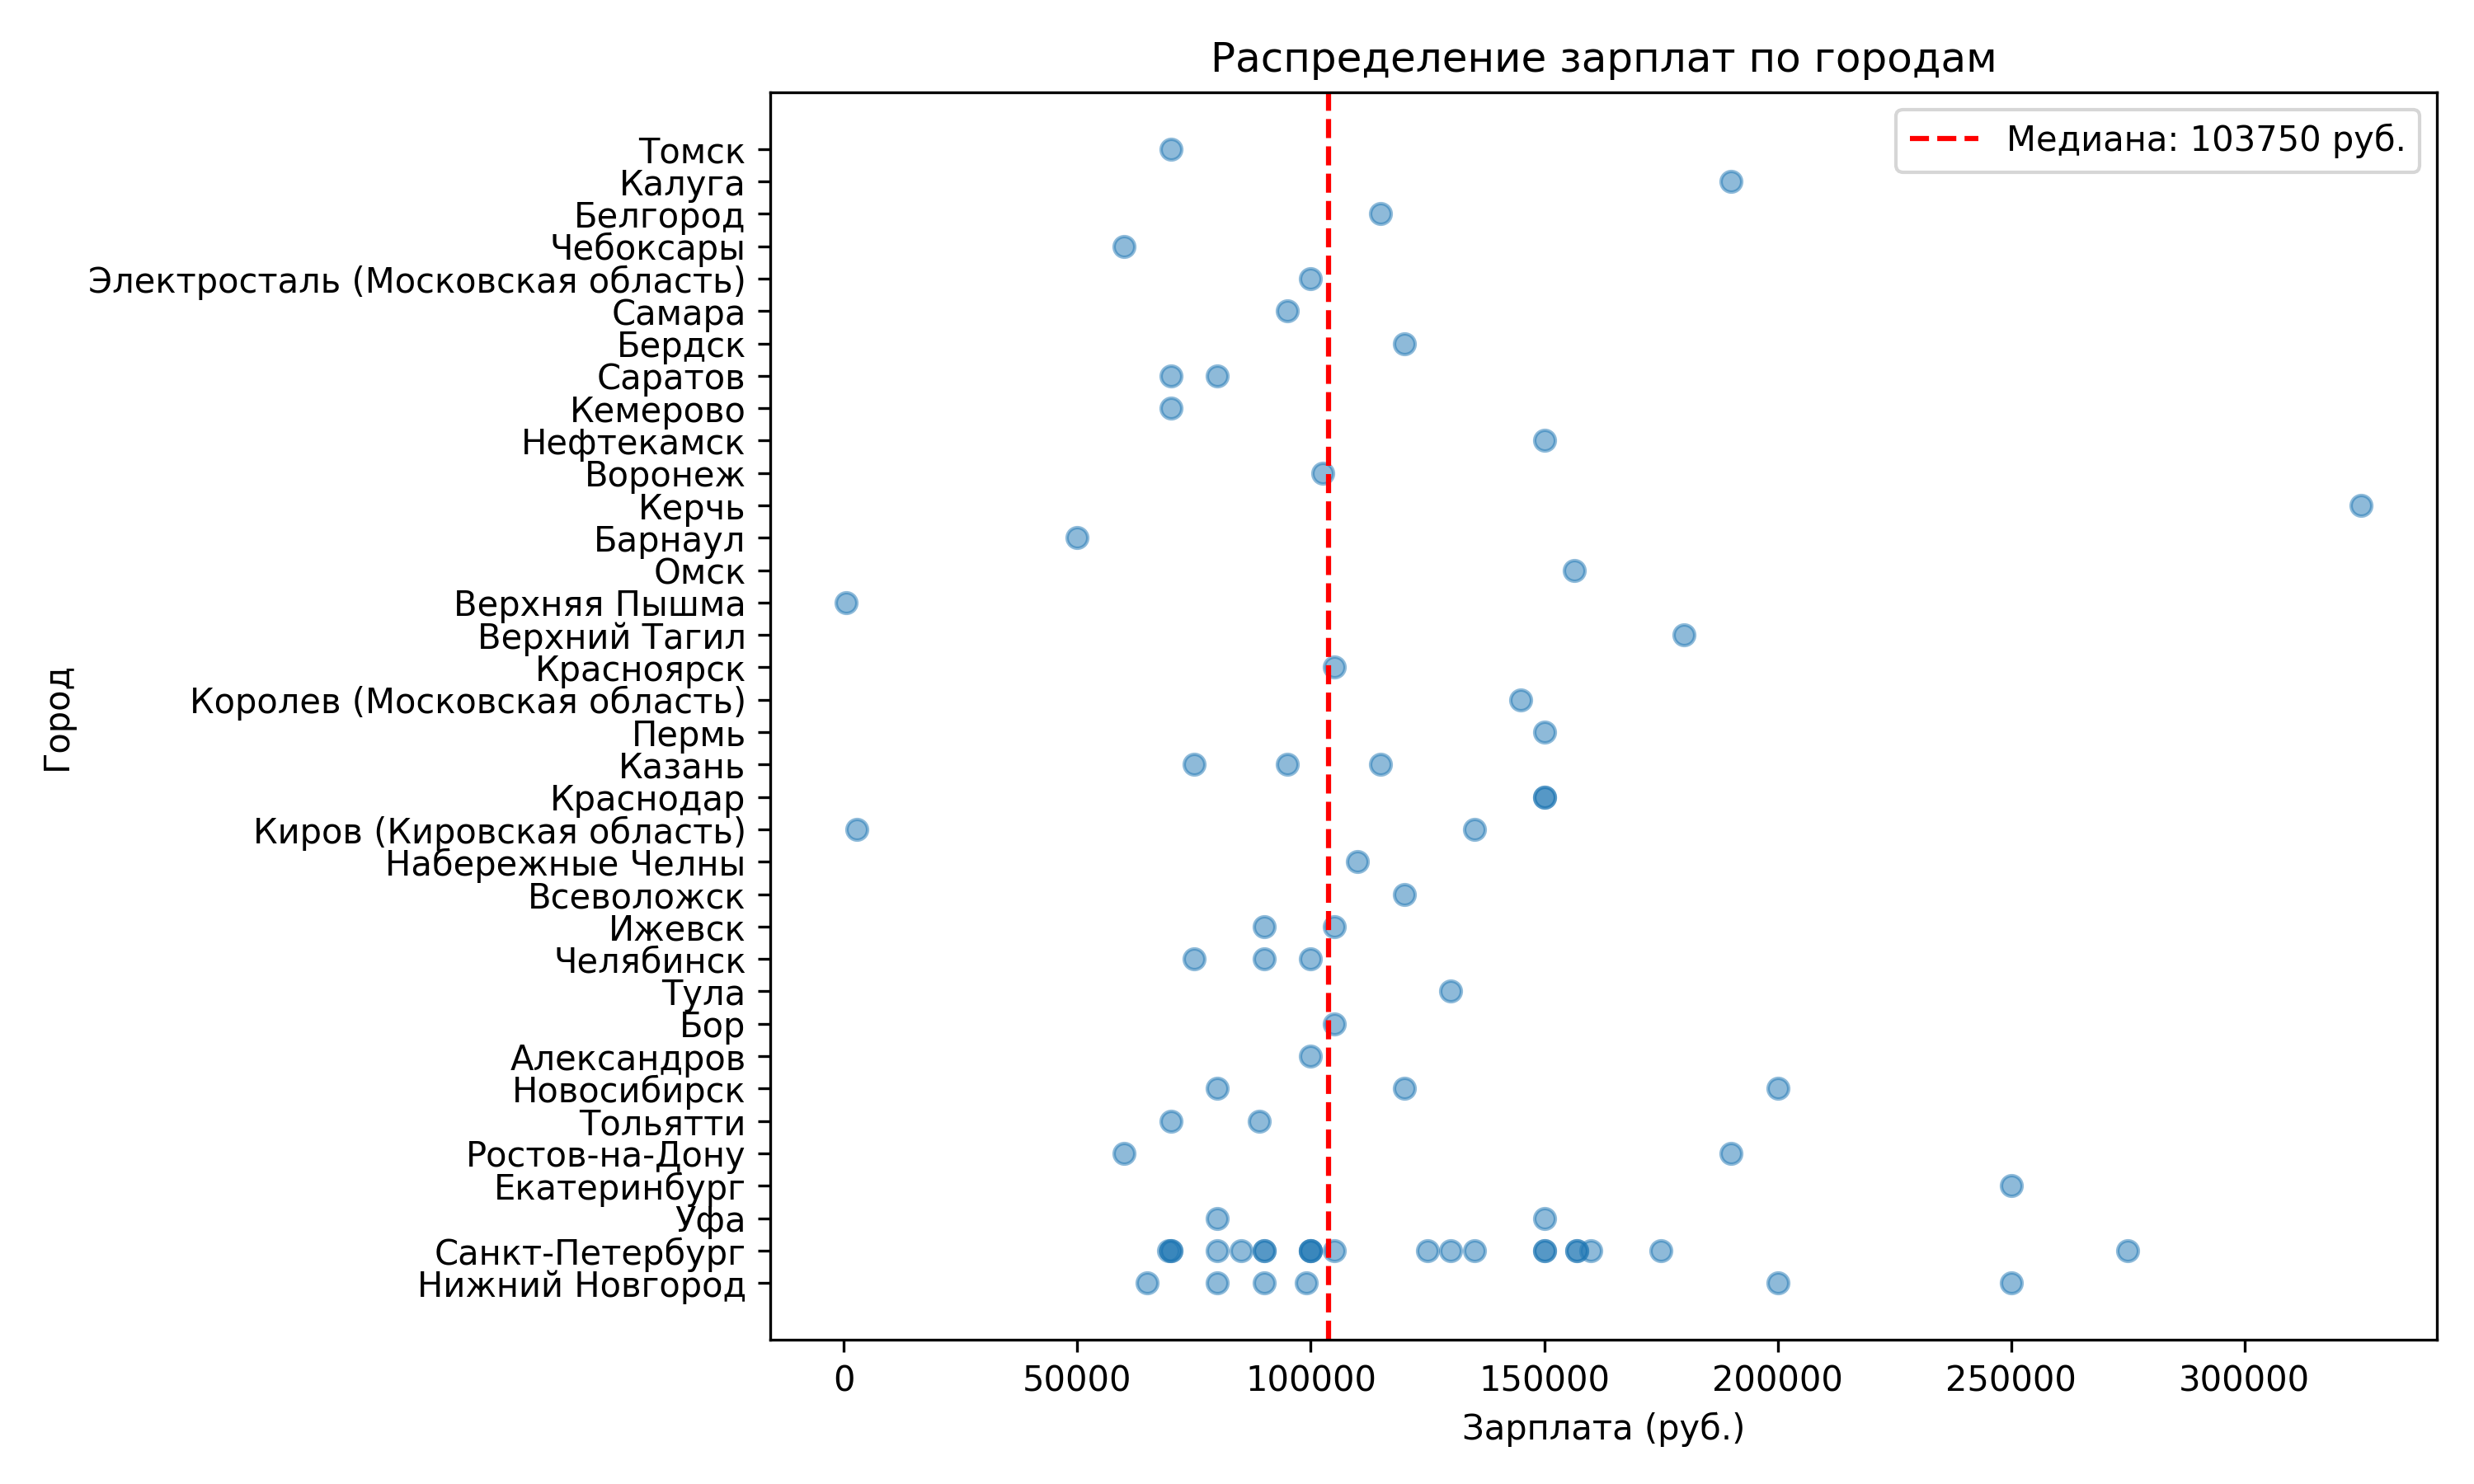 Распределение зарплат по городам
Медиана: 103750 руб.
Город
Томск
Калуга
Белгород
Чебоксары
Электросталь (Московская область)
Самара
Бердск
Саратов
Кемерово
Нефтекамск
Воронеж
Керчь
Барнаул
Омск
Верхняя Пышма
Верхний Тагил
Красноярск
Королев (Московская область)
Пермь
Казань
Краснодар
Киров (Кировская область)
Набережные Челны
Всеволожск
Ижевск
Челябинск
Тула
Бор
Александров
Новосибирск
Тольятти
Ростов-на-Дону
Екатеринбург
Уфа
Санкт-Петербург
Нижний Новгород
0 50000 100000 150000 200000 250000 300000
Зарплата (руб.)